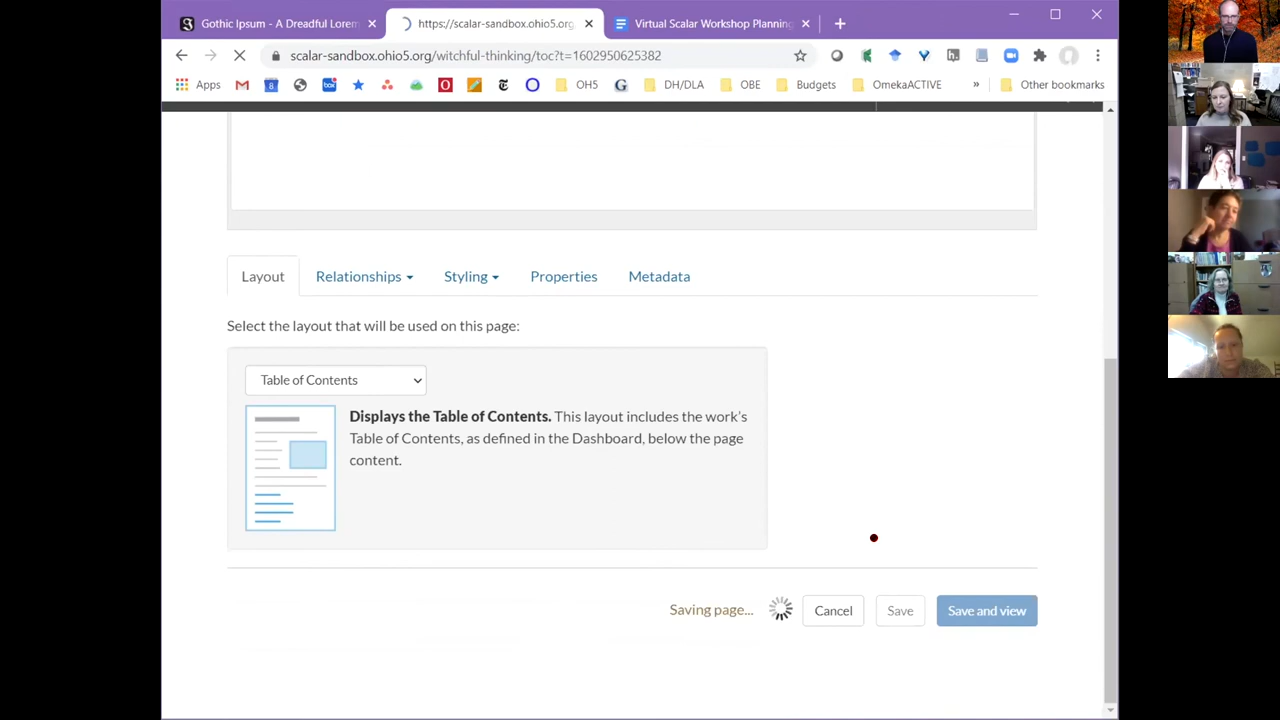 Gothic Ipsum - A Dreadful Lorem
https://scalar-sandbox.ohio5.org
Virtual Scalar Workshop Planning
scalar-sandbox.ohio5.org/witchful-thinking/toc?t=1602950625382
Apps
OH5
DH/DLA
OBE
Budgets
OmekaACTIVE
»
Other bookmarks
Layout
Relationships
Styling
Properties
Metadata
Select the layout that will be used on this page:
Table of Contents
Displays the Table of Contents. This layout includes the work's
Table of Contents, as defined in the Dashboard, below the page
content.
Saving page...
Cancel
Save
Save and view